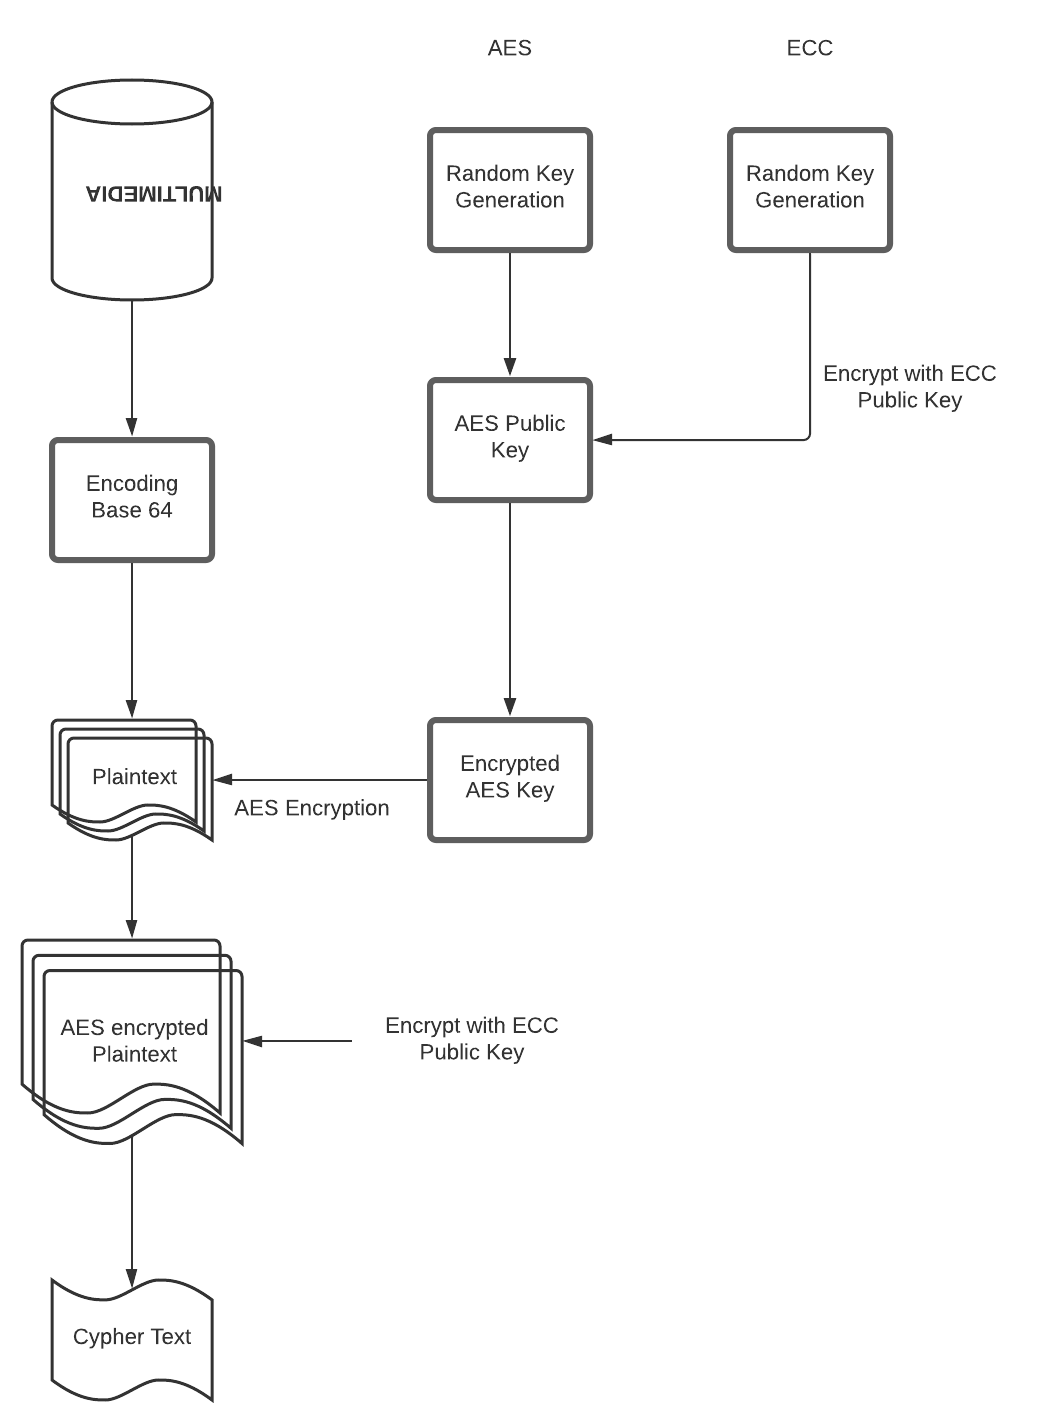 AES
ECC
MULTIMEDIA
Random Key
Generation
Random Key
Generation
Encrypt with ECC
Public Key
AES Public
Key
Encoding
Base 64
Plaintext
AES Encryption
Encrypted
AES Key
AES encrypted
Plaintext
Encrypt with ECC
Public Key
Cypher Text